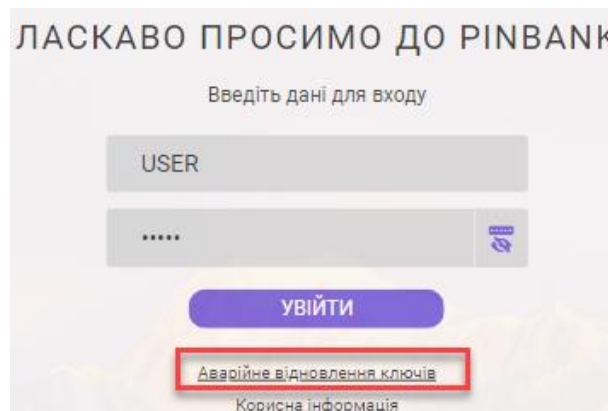 ЛАСКАВО ПРОСИМО ДО PINBANK
Введіть дані для входу
USER
•••••
УВІЙТИ
Аварійне відновлення ключів
Корисна інформація